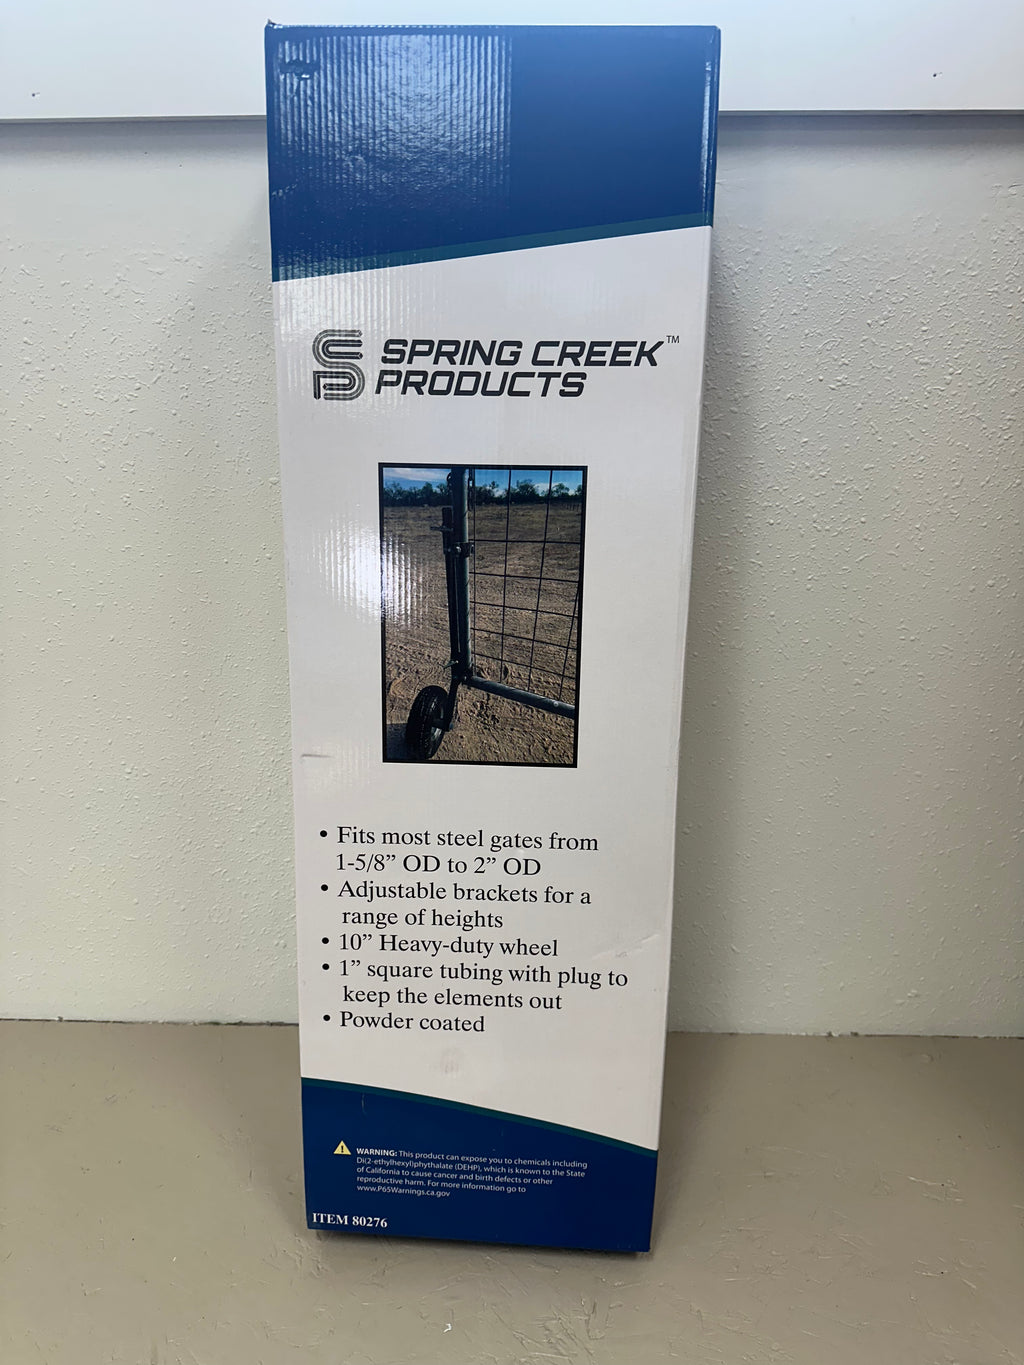 SPRING CREEK™
PRODUCTS
• Fits most steel gates from
1-5/8” OD to 2” OD
• Adjustable brackets for a
range of heights
• 10” Heavy-duty wheel
• 1” square tubing with plug to
keep the elements out
• Powder coated
WARNING: This product can expose you to chemicals including
Di(2-ethylhexyl)phythalate (DEHP), which is known to the State
of California to cause cancer and birth defects or other
reproductive harm. For more information go to
www.P65Warnings.ca.gov
ITEM 80276